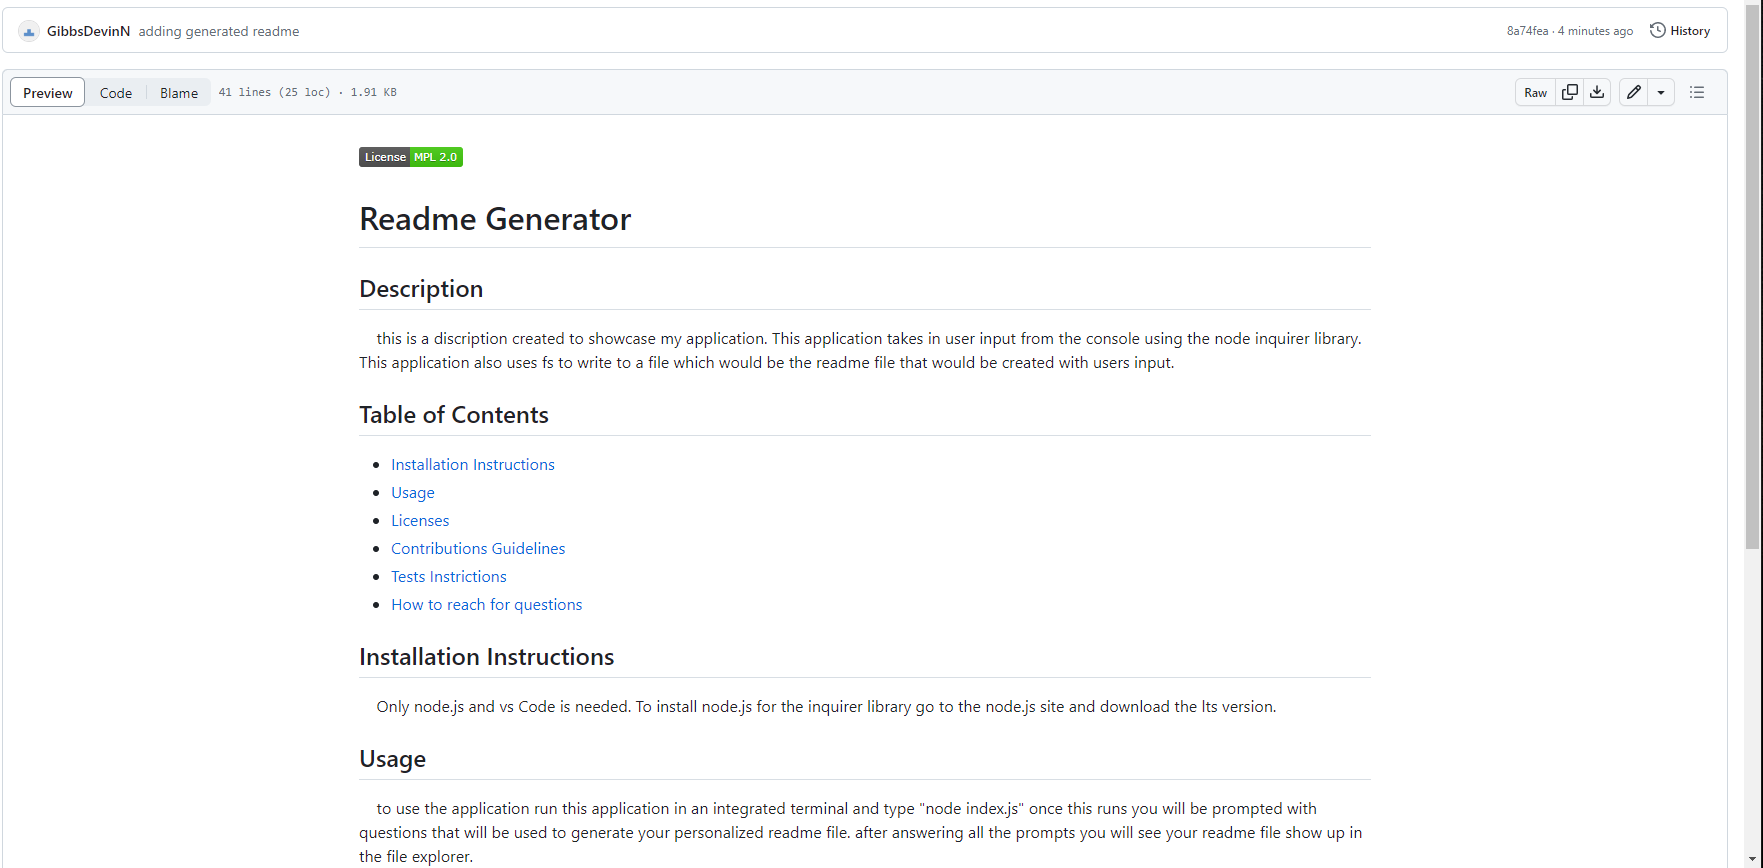 GibbsDevinN adding generated readme 8a74fea · 4 minutes ago History
Preview Code Blame 41 lines (25 loc) · 1.91 KB Raw
License MPL 2.0
Readme Generator
Description
this is a discription created to showcase my application. This application takes in user input from the console using the node inquirer library.
This application also uses fs to write to a file which would be the readme file that would be created with users input.
Table of Contents
Installation Instructions
Usage
Licenses
Contributions Guidelines
Tests Instrictions
How to reach for questions
Installation Instructions
Only node.js and vs Code is needed. To install node.js for the inquirer library go to the node.js site and download the lts version.
Usage
to use the application run this application in an integrated terminal and type "node index.js" once this runs you will be prompted with
questions that will be used to generate your personalized readme file. after answering all the prompts you will see your readme file show up in
the file explorer.